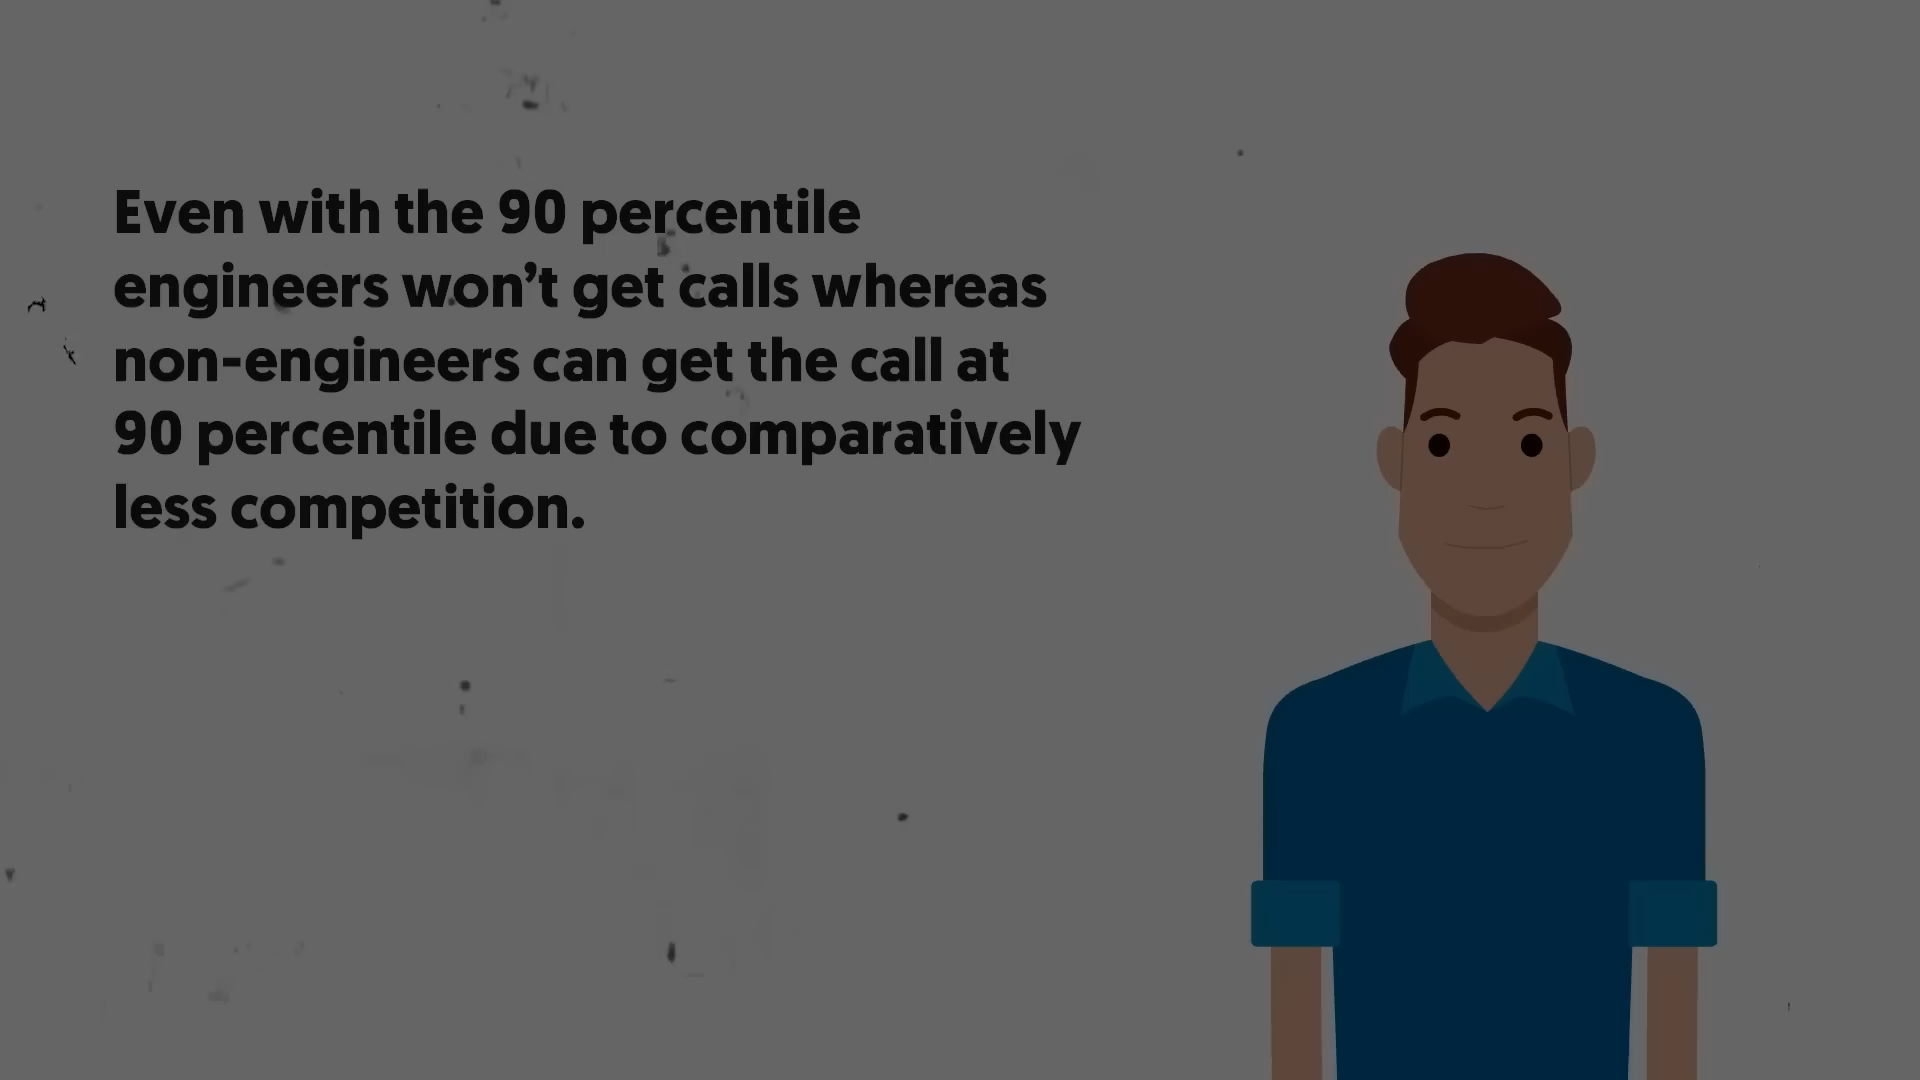 Even with the 90 percentile
engineers won’t get calls whereas
non-engineers can get the call at
90 percentile due to comparatively
less competition.